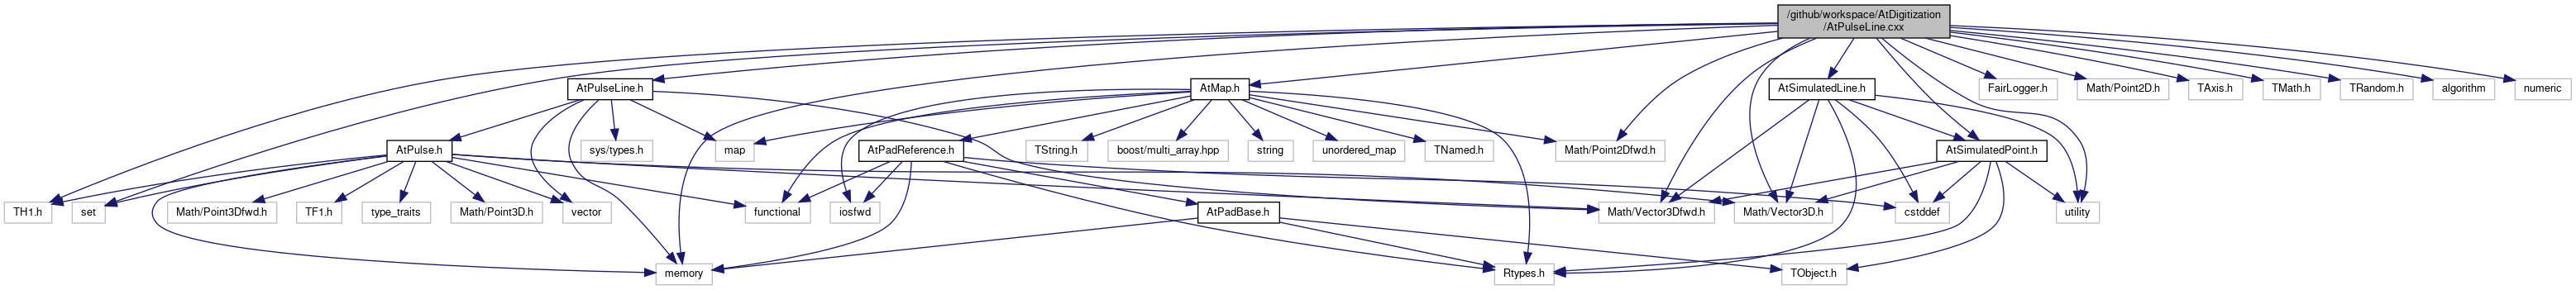 /github/workspace/AtDigitization
/AtPulseLine.cxx
AtPulseLine.h
AtMap.h
AtSimulatedLine.h
FairLogger.h
Math/Point2D.h
TAxis.h
TMath.h
TRandom.h
algorithm
numeric
AtPulse.h
sys/types.h
map
AtPadReference.h
TString.h
boost/multi_array.hpp
string
unordered_map
TNamed.h
Math/Point2Dfwd.h
AtSimulatedPoint.h
TH1.h
set
Math/Point3Dfwd.h
TF1.h
type_traits
Math/Point3D.h
vector
functional
iosfwd
AtPadBase.h
Math/Vector3Dfwd.h
Math/Vector3D.h
cstddef
utility
memory
Rtypes.h
TObject.h